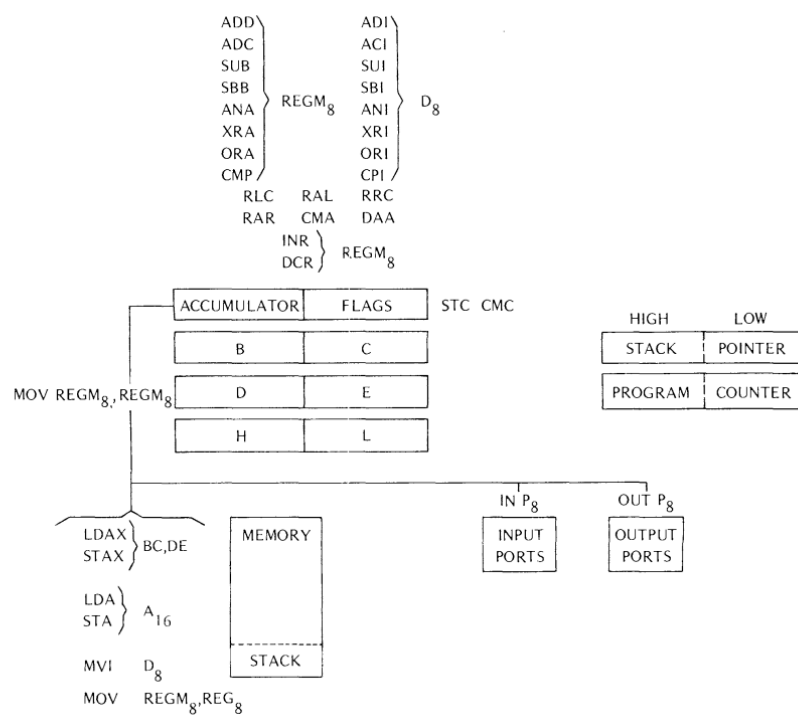 ADD ADI
ADC ACI
SUB SUI
SBB SBI
ANA REGM8 ANI D8
XRA XRI
ORA ORI
CMP CPI
RLC RAL RRC
RAR CMA DAA
INR
DCR REGM8
ACCUMULATOR FLAGS STC CMC
HIGH LOW
B C STACK POINTER
MOV REGM8, REGM8 D E PROGRAM COUNTER
H L
IN P8 OUT P8
LDAX
STAX BC,DE MEMORY INPUT PORTS OUTPUT PORTS
LDA
STA A16
MVI D8 STACK
MOV REGM8,REG8